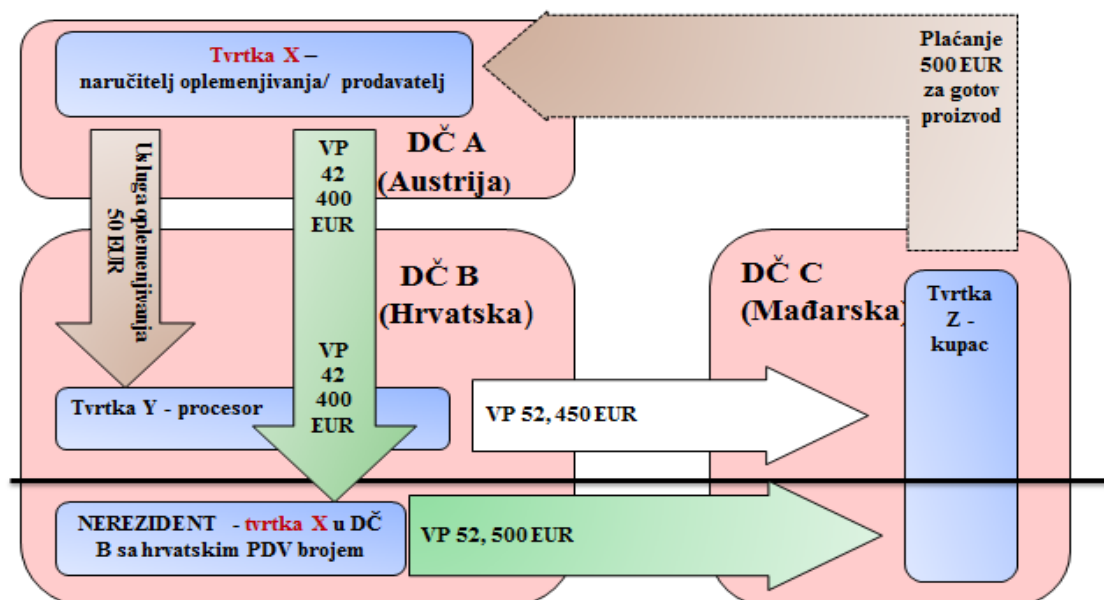 Tvrtka X –
naručitelj oplemenjivanja/ prodavatelj
DČ A
(Austrija)
Plaćanje
500 EUR
za gotov
proizvod
Usluga oplemenjivanja
50 EUR
VP
42
400
EUR
DČ B
(Hrvatska)
VP
42
400
EUR
DČ C
(Mađarska)
Tvrtka
Z -
kupac
Tvrtka Y - procesor
VP 52, 450 EUR
NEREZIDENT - tvrtka X u DČ
B sa hrvatskim PDV brojem
VP 52, 500 EUR